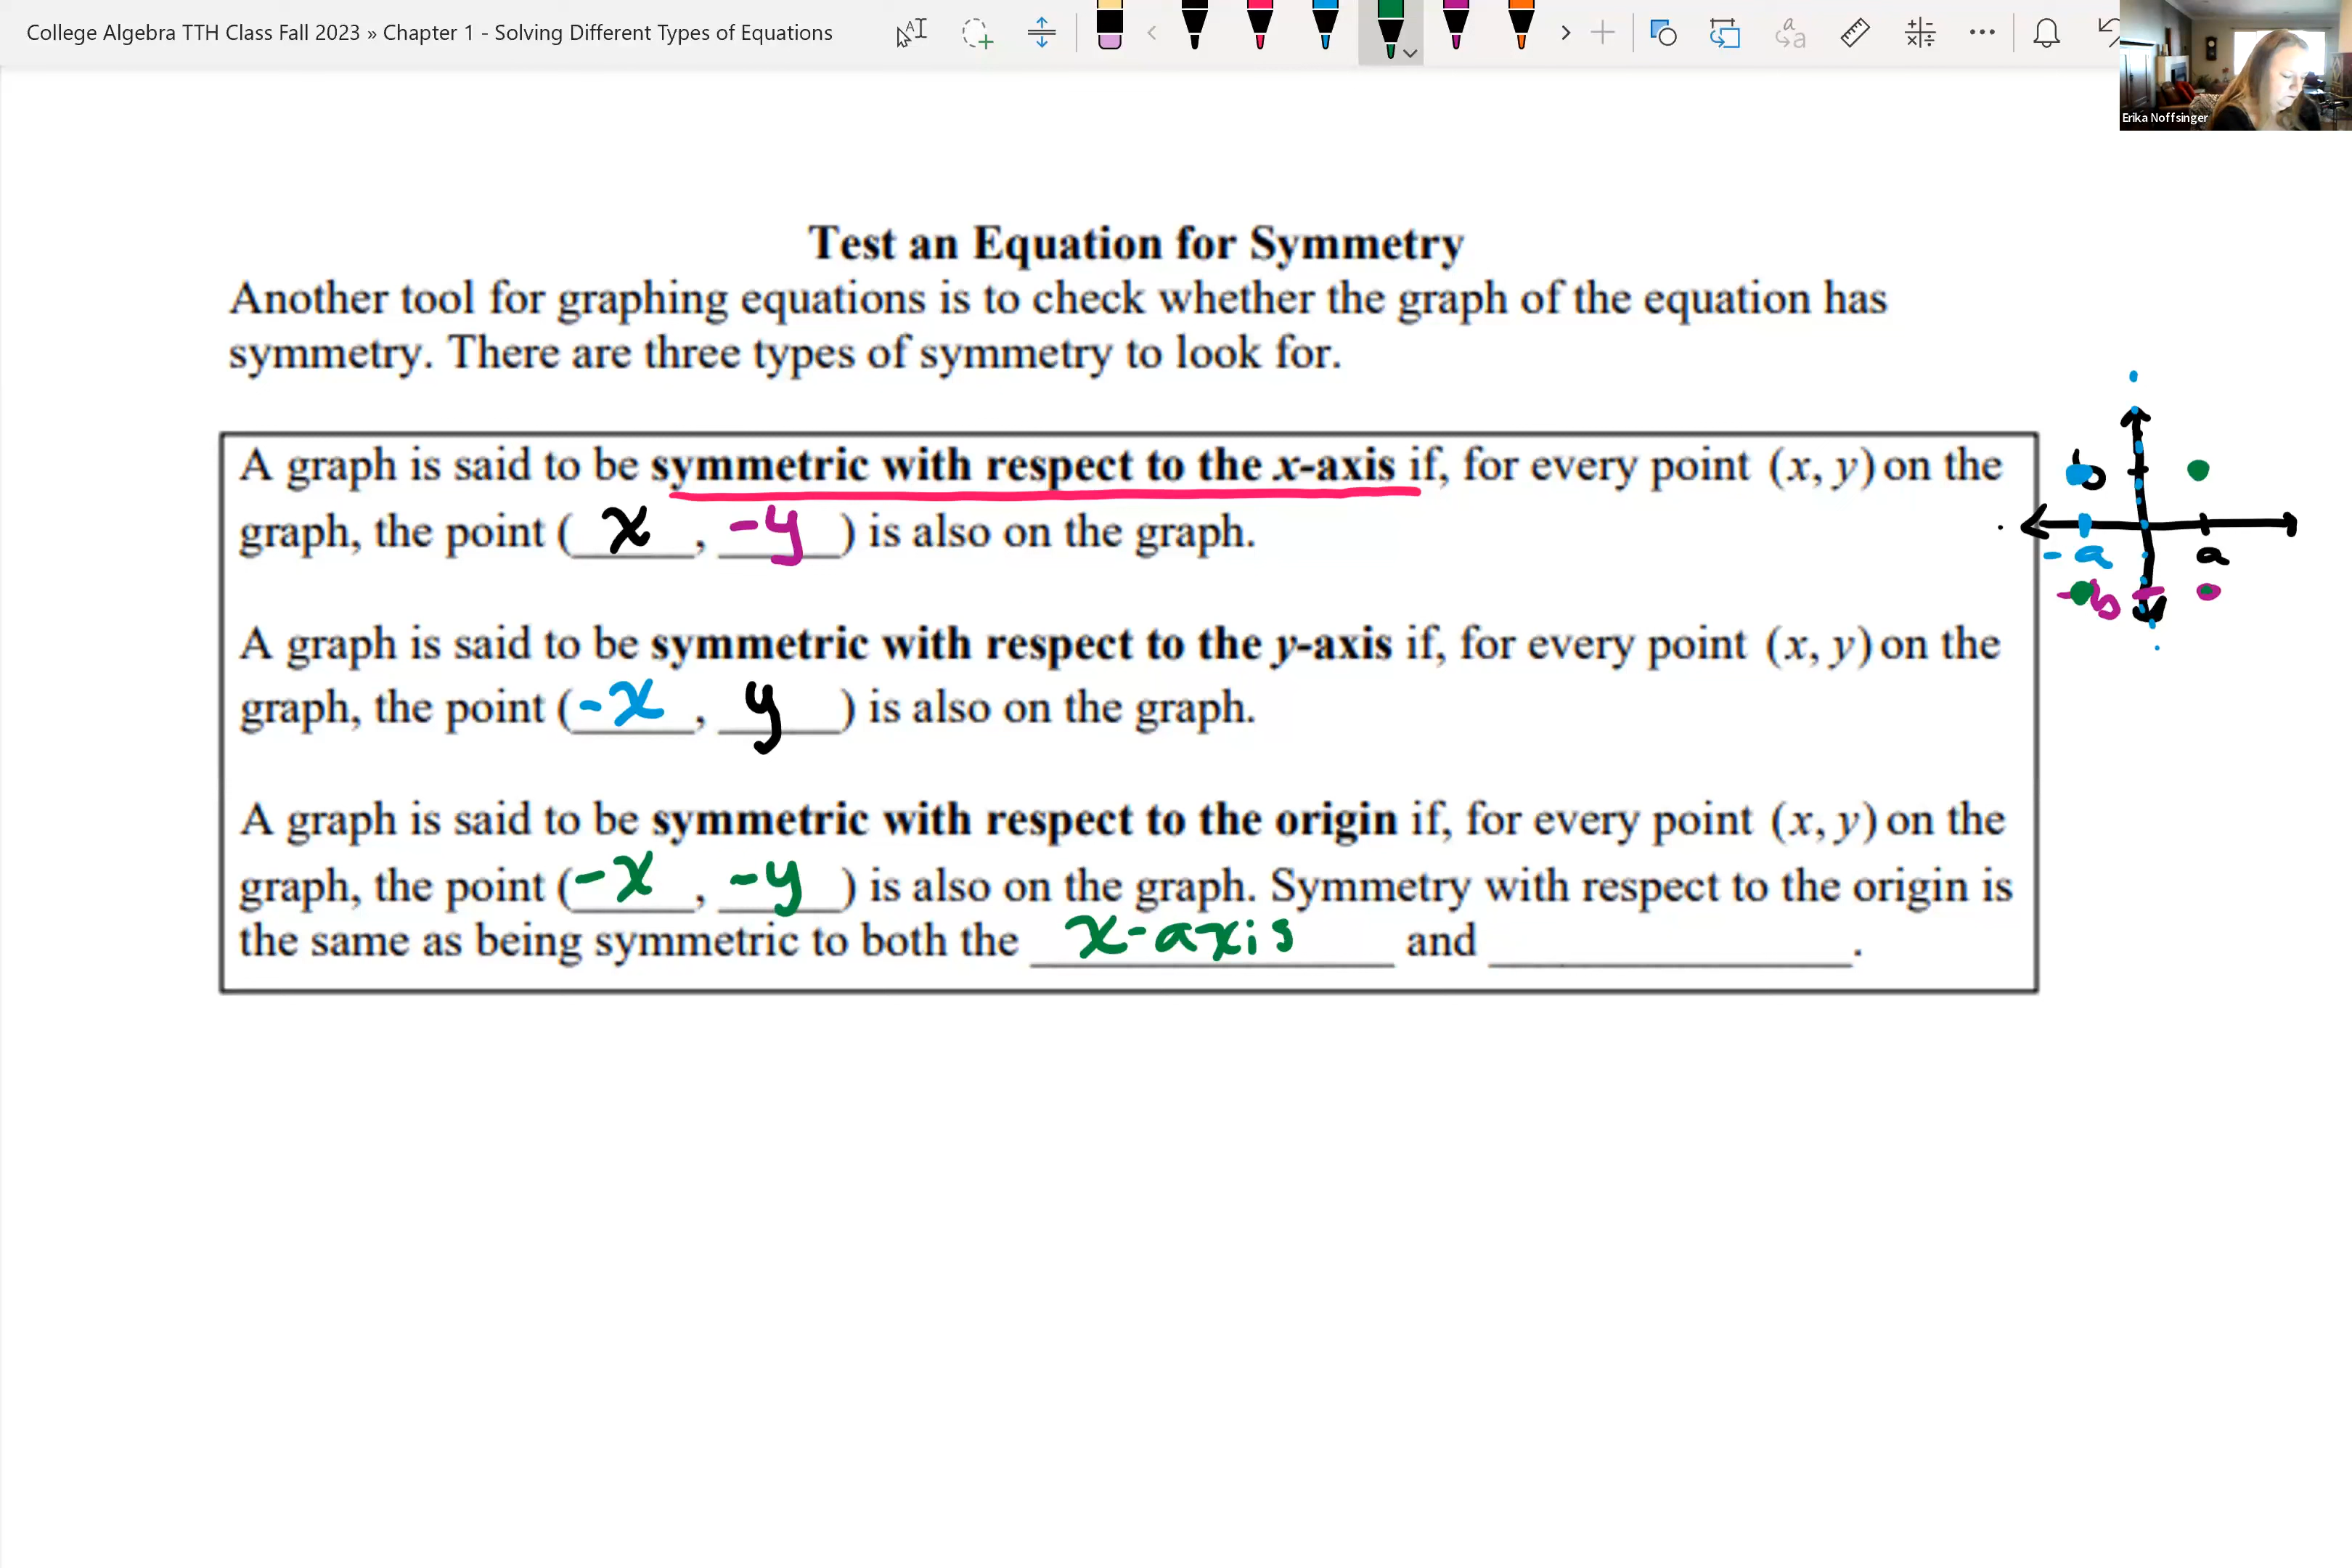 College Algebra TTH Class Fall 2023 » Chapter 1 - Solving Different Types of Equations
Erika Noffsinger
Test an Equation for Symmetry
Another tool for graphing equations is to check whether the graph of the equation has
symmetry. There are three types of symmetry to look for.
A graph is said to be symmetric with respect to the x-axis if, for every point (x, y) on the
graph, the point ( x , -y ) is also on the graph.
A graph is said to be symmetric with respect to the y-axis if, for every point (x, y) on the
graph, the point ( -x , y ) is also on the graph.
A graph is said to be symmetric with respect to the origin if, for every point (x, y) on the
graph, the point ( -x , -y ) is also on the graph. Symmetry with respect to the origin is
the same as being symmetric to both the x-axis and ________.
b
-a a
-b